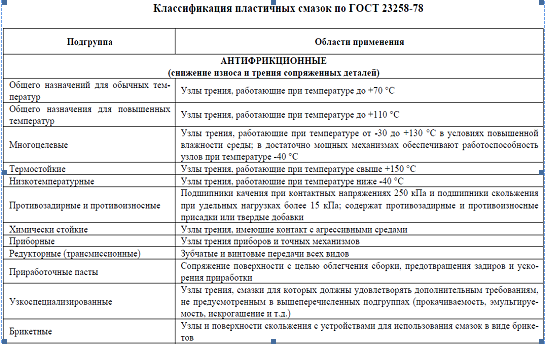 Классификация пластичных смазок по ГОСТ 23258-78
Подгруппа
Области применения
АНТИФРИКЦИОННЫЕ
(снижение износа и трения сопряженных деталей)
Общего назначений для обычных тем-
ператур
Узлы трения, работающие при температуре до +70 °С
Общего назначения для повышенных
температур
Узлы трения, работающие при температуре до +110 °С
Многоцелевые
Узлы трения, работающие при температуре от -30 до +130 °С в условиях повышенной
влажности среды; в достаточно мощных механизмах обеспечивают работоспособность
узлов при температуре -40 °С
Термостойкие
Узлы трения, работающие при температуре свыше +150 °С
Низкотемпературные
Узлы трения, работающие при температуре ниже -40 °С
Противозадирные и противоизносные
Подшипники качения при контактных напряжениях 250 кПа и подшипники скольжения
при удельных нагрузках более 15 кПа; содержат противозадирные и противоизносные
присадки или твердые добавки
Химически стойкие
Узлы трения, имеющие контакт с агрессивными средами
Приборные
Узлы трения приборов и точных механизмов
Редукторные (трансмиссионные)
Зубчатые и винтовые передачи всех видов
Приработочные пасты
Сопряжение поверхности с целью облегчения сборки, предотвращения задиров и уско-
рения приработки
Узкоспециализированные
Узлы трения, смазки для которых должны удовлетворять дополнительным требованиям,
не предусмотренным в вышеперечисленных подгруппах (прокачиваемость, эмульгируе-
мость, искрогашение и т.д.)
Брикетные
Узлы и поверхности скольжения с устройствами для использования смазок в виде брике-
тов